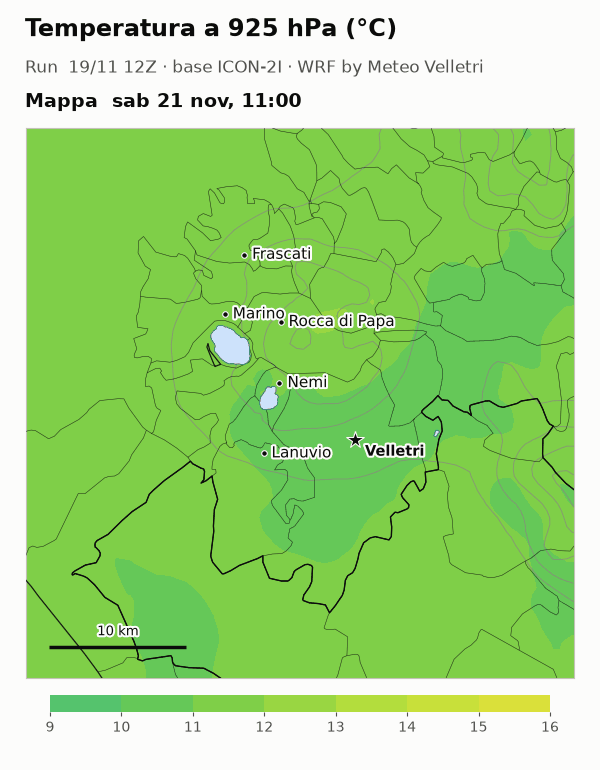 Temperatura a 925 hPa (°C)
Run  19/11 12Z · base ICON-2I · WRF by Meteo Velletri
Mappa  sab 21 nov, 11:00
Frascati
Marino
Rocca di Papa
Nemi
Velletri
Lanuvio
10 km
9 10 11 12 13 14 15 16